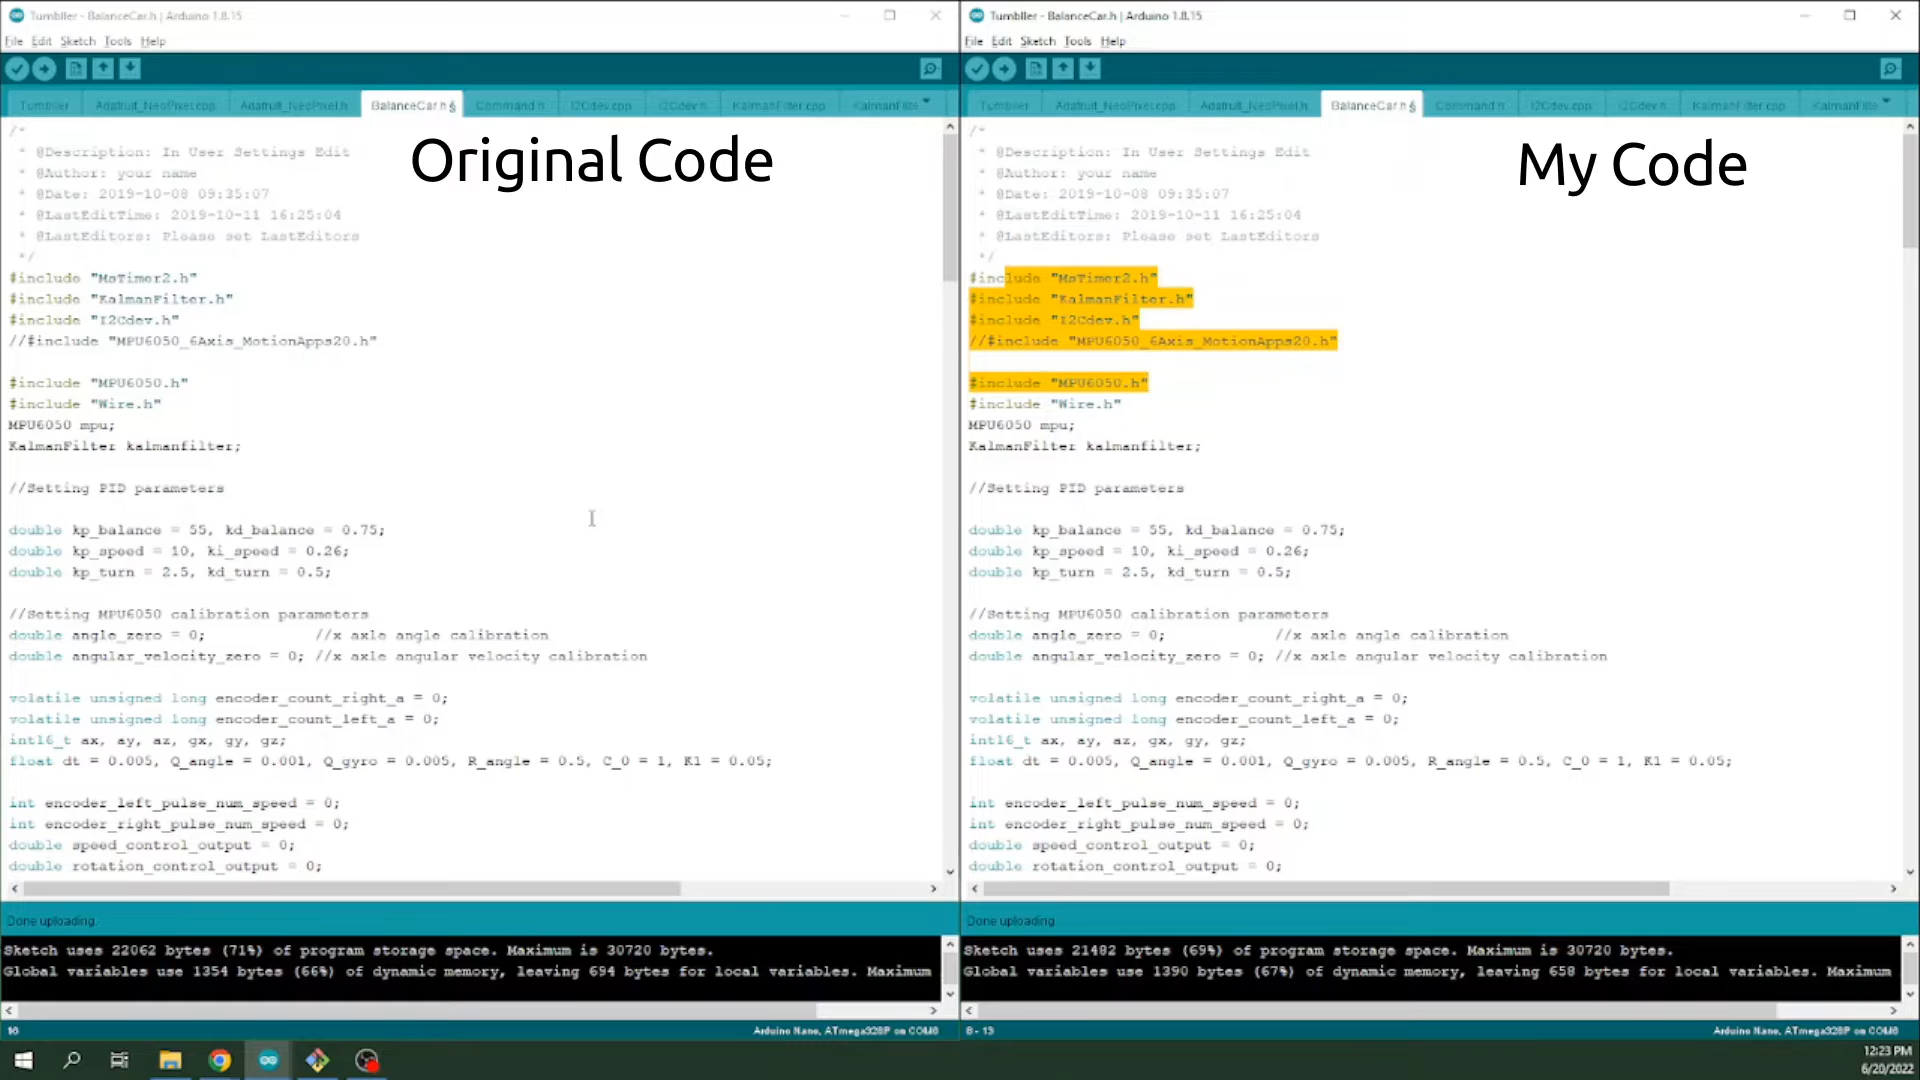 Tumbller - BalanceCar.h | Arduino 1.8.15
File Edit Sketch Tools Help
Tumbller Adafruit_NeoPixel.cpp Adafruit_NeoPixel.h BalanceCar.h § Command.h I2Cdev.cpp I2Cdev.h KalmanFilter.cpp KalmanFilte
Original Code
/*
* @Description: In User Settings Edit
* @Author: your name
* @Date: 2019-10-08 09:35:07
* @LastEditTime: 2019-10-11 16:25:04
* @LastEditors: Please set LastEditors
*/
#include "MsTimer2.h"
#include "KalmanFilter.h"
#include "I2Cdev.h"
//#include "MPU6050_6Axis_MotionApps20.h"
#include "MPU6050.h"
#include "Wire.h"
MPU6050 mpu;
KalmanFilter kalmanfilter;
//Setting PID parameters
double kp_balance = 55, kd_balance = 0.75;
double kp_speed = 10, ki_speed = 0.26;
double kp_turn = 2.5, kd_turn = 0.5;
//Setting MPU6050 calibration parameters
double angle_zero = 0; //x axle angle calibration
double angular_velocity_zero = 0; //x axle angular velocity calibration
volatile unsigned long encoder_count_right_a = 0;
volatile unsigned long encoder_count_left_a = 0;
int16_t ax, ay, az, gx, gy, gz;
float dt = 0.005, Q_angle = 0.001, Q_gyro = 0.005, R_angle = 0.5, C_0 = 1, K1 = 0.05;
int encoder_left_pulse_num_speed = 0;
int encoder_right_pulse_num_speed = 0;
double speed_control_output = 0;
double rotation_control_output = 0;
Done uploading.
Sketch uses 22062 bytes (71%) of program storage space. Maximum is 30720 bytes.
Global variables use 1354 bytes (66%) of dynamic memory, leaving 694 bytes for local variables. Maximum
16 Arduino Nano, ATmega328P on COM8
Tumbller - BalanceCar.h | Arduino 1.8.15
File Edit Sketch Tools Help
Tumbller Adafruit_NeoPixel.cpp Adafruit_NeoPixel.h BalanceCar.h § Command.h I2Cdev.cpp I2Cdev.h KalmanFilter.cpp KalmanFilte
My Code
/*
* @Description: In User Settings Edit
* @Author: your name
* @Date: 2019-10-08 09:35:07
* @LastEditTime: 2019-10-11 16:25:04
* @LastEditors: Please set LastEditors
*/
#include "MsTimer2.h"
#include "KalmanFilter.h"
#include "I2Cdev.h"
//#include "MPU6050_6Axis_MotionApps20.h"
#include "MPU6050.h"
#include "Wire.h"
MPU6050 mpu;
KalmanFilter kalmanfilter;
//Setting PID parameters
double kp_balance = 55, kd_balance = 0.75;
double kp_speed = 10, ki_speed = 0.26;
double kp_turn = 2.5, kd_turn = 0.5;
//Setting MPU6050 calibration parameters
double angle_zero = 0; //x axle angle calibration
double angular_velocity_zero = 0; //x axle angular velocity calibration
volatile unsigned long encoder_count_right_a = 0;
volatile unsigned long encoder_count_left_a = 0;
int16_t ax, ay, az, gx, gy, gz;
float dt = 0.005, Q_angle = 0.001, Q_gyro = 0.005, R_angle = 0.5, C_0 = 1, K1 = 0.05;
int encoder_left_pulse_num_speed = 0;
int encoder_right_pulse_num_speed = 0;
double speed_control_output = 0;
double rotation_control_output = 0;
Done uploading.
Sketch uses 21482 bytes (69%) of program storage space. Maximum is 30720 bytes.
Global variables use 1390 bytes (67%) of dynamic memory, leaving 658 bytes for local variables. Maximum
8 - 13 Arduino Nano, ATmega328P on COM8
12:23 PM
6/20/2022